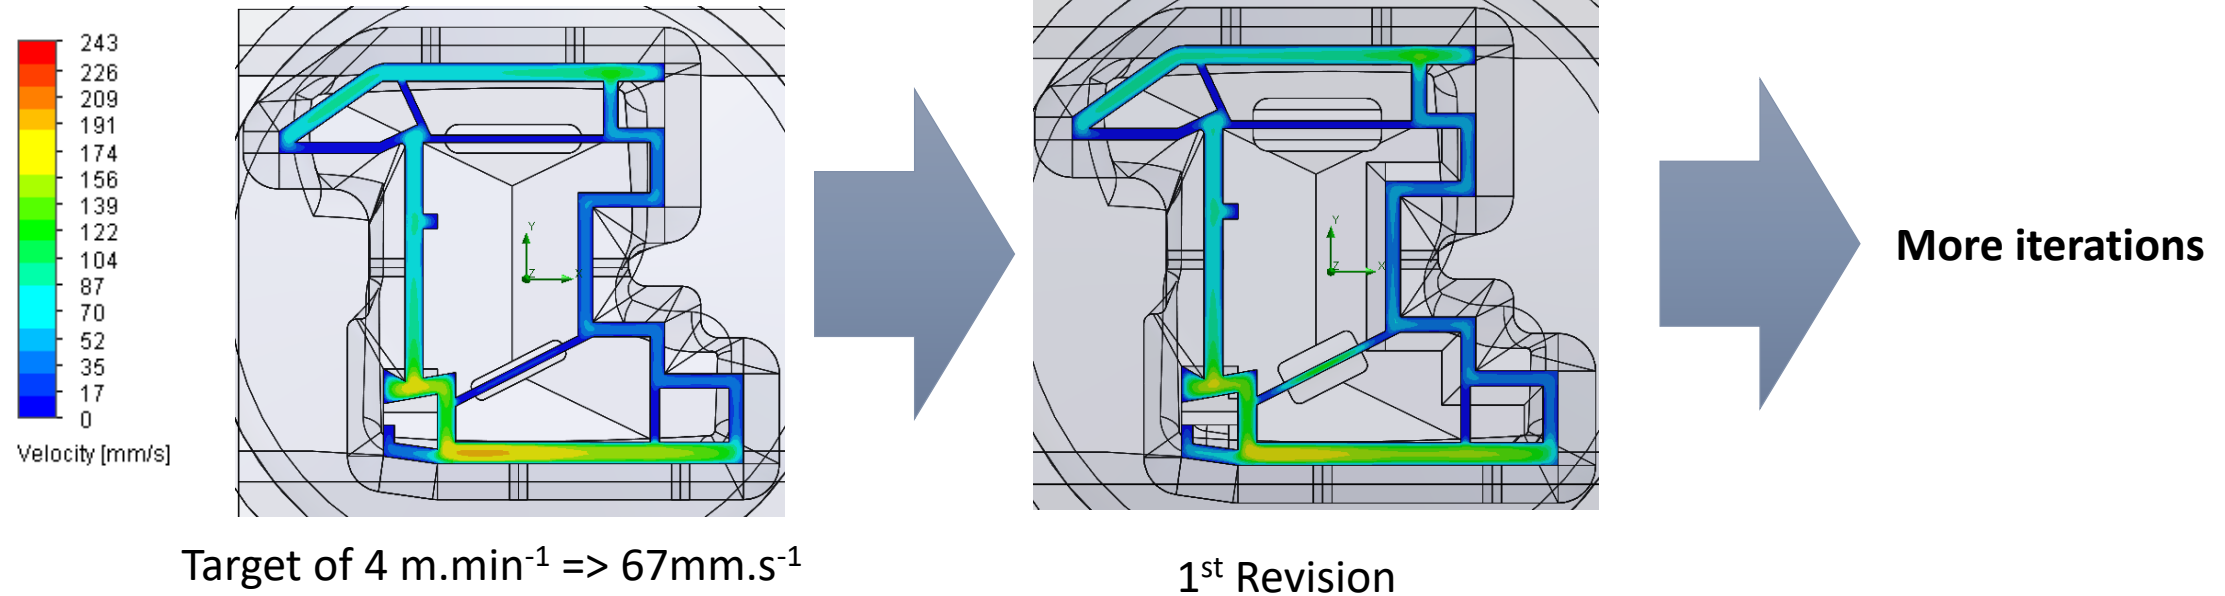 243
226
209
191
174
156
139
122
104
87
70
52
35
17
0
Velocity [mm/s]
Y
Z
X
Y
Z
X
More iterations
Target of 4 m.min⁻¹ => 67mm.s⁻¹
1ˢᵗ Revision